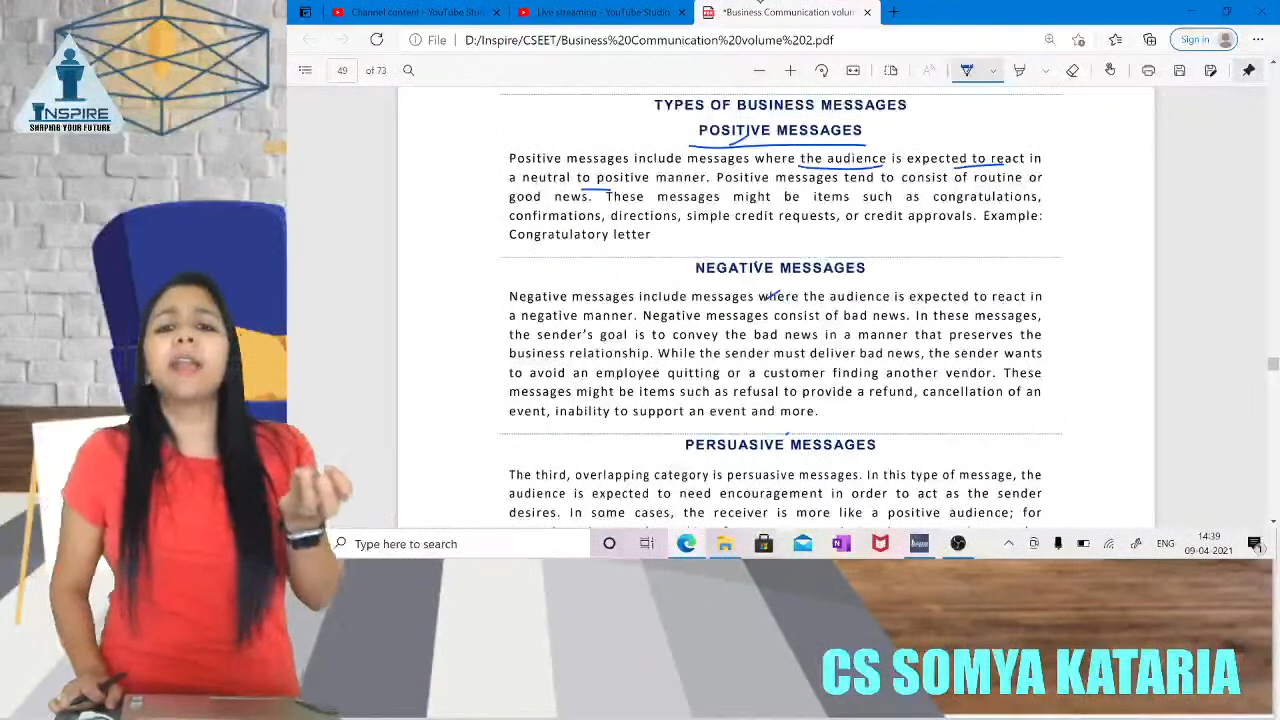 Channel content - YouTube Studio
Live streaming - YouTube Studio
*Business Communication volun
File
D:/Inspire/CSEET/Business%20Communication%20volume%202.pdf
Sign in
49 of 73
INSPIRE
SHAPING YOUR FUTURE
TYPES OF BUSINESS MESSAGES
POSITIVE MESSAGES
Positive messages include messages where the audience is expected to react in
a neutral to positive manner. Positive messages tend to consist of routine or
good news. These messages might be items such as congratulations,
confirmations, directions, simple credit requests, or credit approvals. Example:
Congratulatory letter
NEGATIVE MESSAGES
Negative messages include messages where the audience is expected to react in
a negative manner. Negative messages consist of bad news. In these messages,
the sender's goal is to convey the bad news in a manner that preserves the
business relationship. While the sender must deliver bad news, the sender wants
to avoid an employee quitting or a customer finding another vendor. These
messages might be items such as refusal to provide a refund, cancellation of an
event, inability to support an event and more.
PERSUASIVE MESSAGES
The third, overlapping category is persuasive messages. In this type of message, the
audience is expected to need encouragement in order to act as the sender
desires. In some cases, the receiver is more like a positive audience; for
Type here to search
ENG
14:39
09-04-2021
CS SOMYA KATARIA